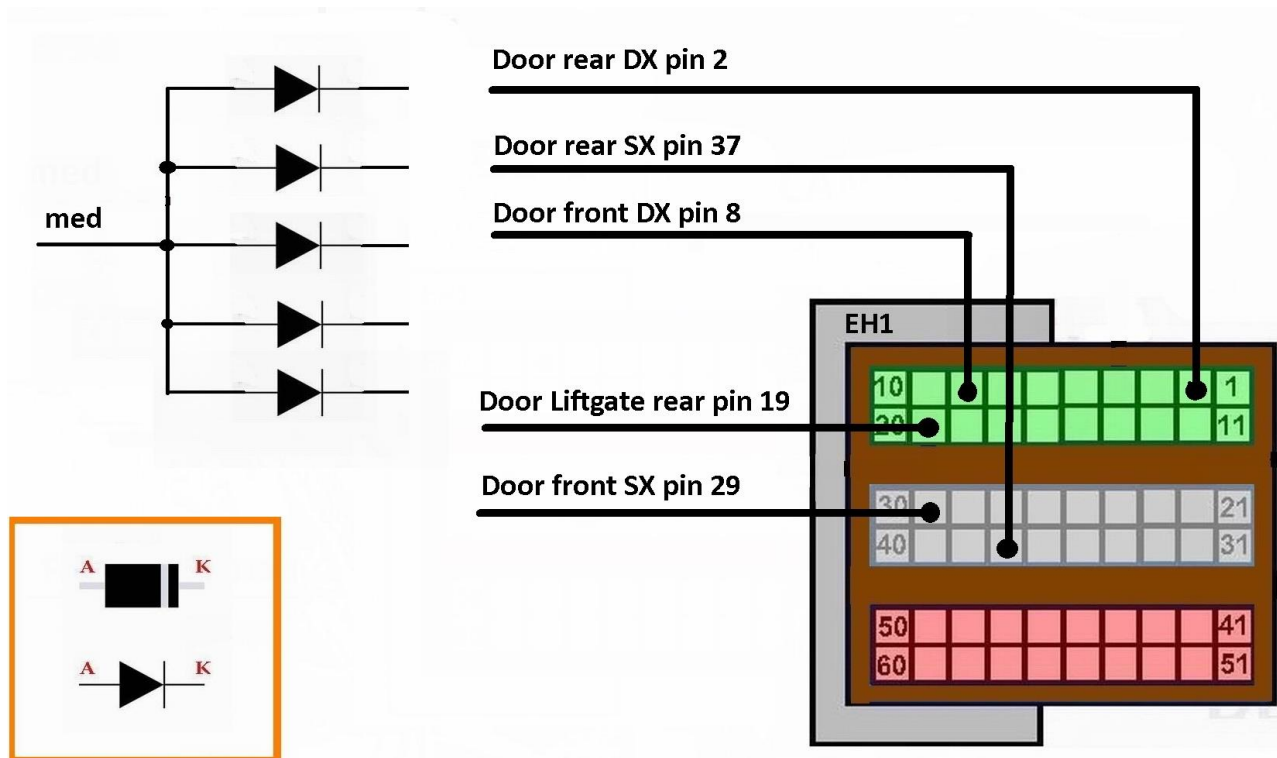 Door rear DX pin 2
Door rear SX pin 37
med
Door front DX pin 8
EH1
10 1
Door Liftgate rear pin 19
20 11
Door front SX pin 29
30 21
40 31
A K
50 41
A K
60 51